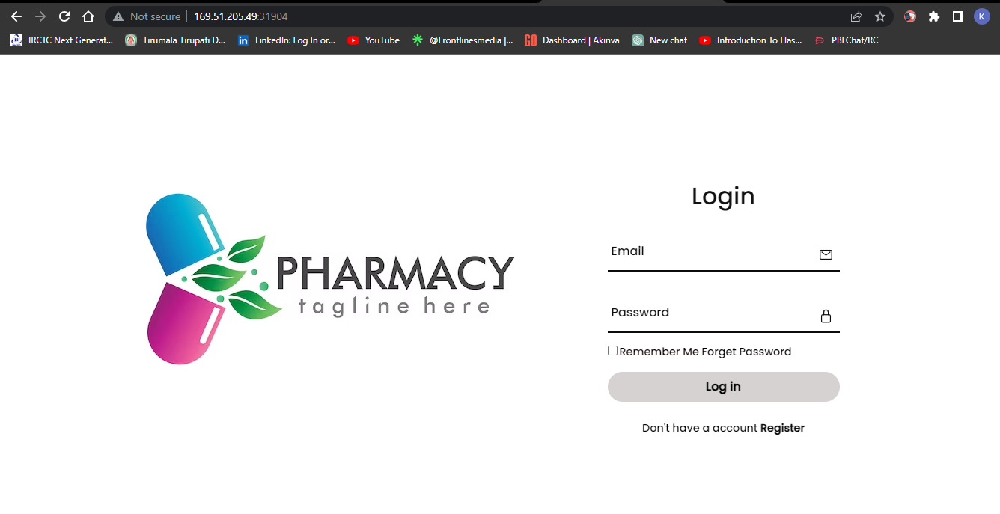 Not secure 169.51.205.49:31904
K
IRCTC Next Generat... Tirumala Tirupati D... LinkedIn: Log In or... YouTube @Frontlinesmedia |... Dashboard | Akinva New chat Introduction To Flas... PBLChat/RC
Login
Email
PHARMACY
tagline here
Password
Remember Me Forget Password
Log in
Don't have a account Register